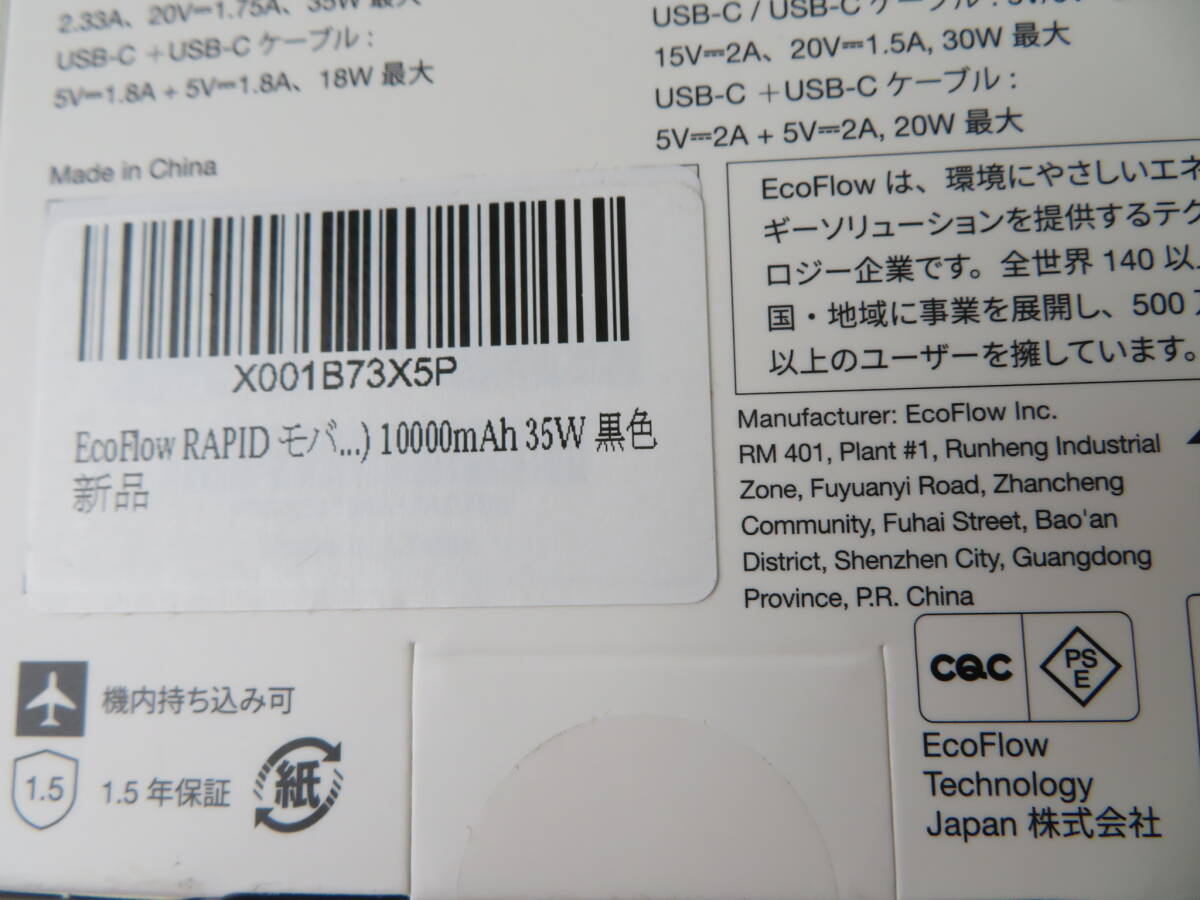 2.33A、20V⎓1.75A、35W 最大
USB-C ＋USB-C ケーブル：
5V⎓1.8A + 5V⎓1.8A、18W 最大
USB-C / USB-C ケーブル：
15V⎓2A、20V⎓1.5A, 30W 最大
USB-C ＋USB-C ケーブル：
5V⎓2A + 5V⎓2A, 20W 最大
Made in China
X001B73X5P
EcoFlow RAPID モバ...) 10000mAh 35W 黒色
新品
EcoFlow は、環境にやさしいエネ
ギーソリューションを提供するテク
ロジー企業です。全世界 140 以上
国・地域に事業を展開し、500
以上のユーザーを擁しています。
Manufacturer: EcoFlow Inc.
RM 401, Plant #1, Runheng Industrial
Zone, Fuyuanyi Road, Zhancheng
Community, Fuhai Street, Bao'an
District, Shenzhen City, Guangdong
Province, P.R. China
機内持ち込み可
1.5
1.5 年保証
紙
CQC
PS
E
EcoFlow
Technology
Japan 株式会社